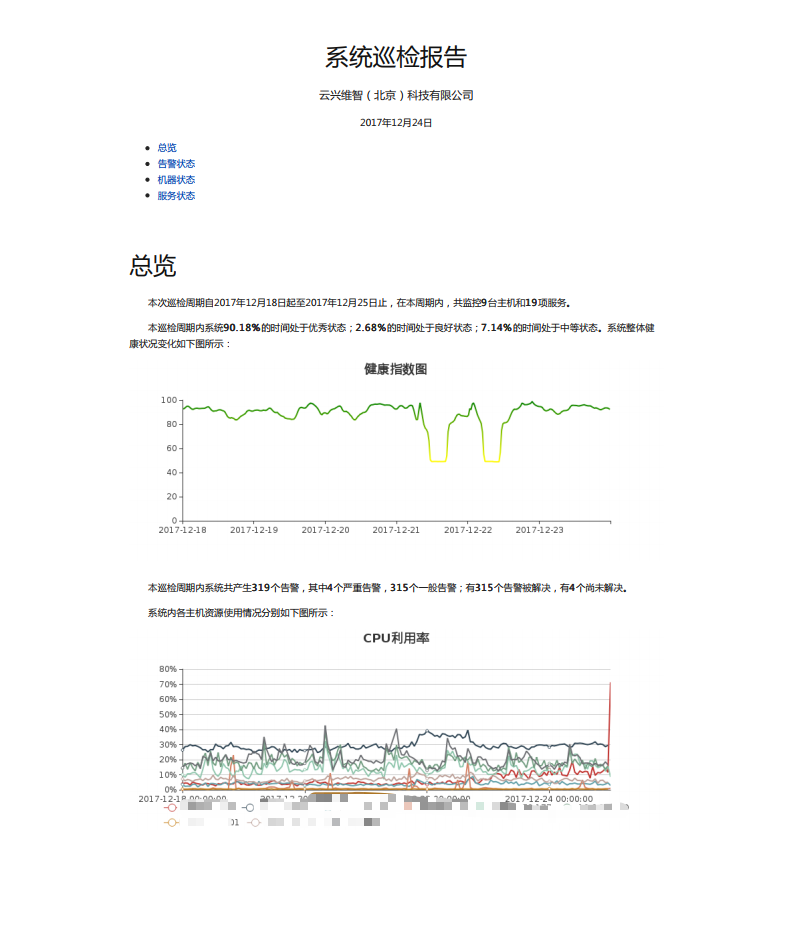 系统巡检报告
云兴维智（北京）科技有限公司
2017年12月24日
总览
告警状态
机器状态
服务状态
总览
本次巡检周期自2017年12月18日起至2017年12月25日止，在本周期内，共监控9台主机和19项服务。
本巡检周期内系统90.18%的时间处于优秀状态；2.68%的时间处于良好状态；7.14%的时间处于中等状态。系统整体健
康状况变化如下图所示：
健康指数图
100
80
60
40
20
0
2017-12-18 2017-12-19 2017-12-20 2017-12-21 2017-12-22 2017-12-23
本巡检周期内系统共产生319个告警，其中4个严重告警，315个一般告警；有315个告警被解决，有4个尚未解决。
系统内各主机资源使用情况分别如下图所示：
CPU利用率
80%
70%
60%
50%
40%
30%
20%
10%
0%
2017-12-18 00:00:00 2017-12-24 00:00:00
01